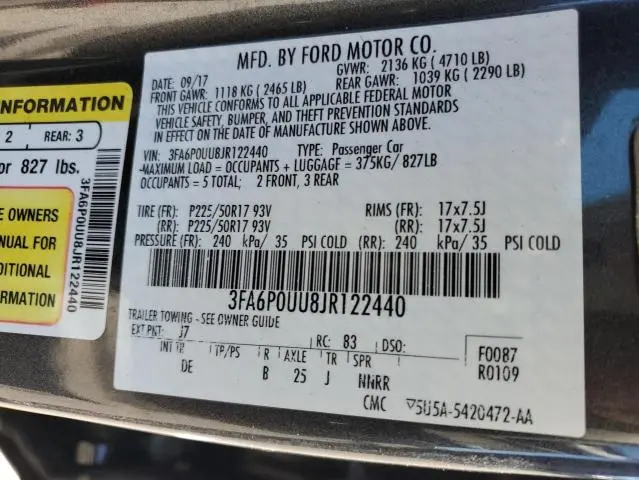 MFD. BY FORD MOTOR CO.
DATE: 09/17 GVWR: 2136 KG ( 4710 LB)
FRONT GAWR: 1118 KG ( 2465 LB) REAR GAWR: 1039 KG ( 2290 LB)
THIS VEHICLE CONFORMS TO ALL APPLICABLE FEDERAL MOTOR
VEHICLE SAFETY, BUMPER, AND THEFT PREVENTION STANDARDS
IN EFFECT ON THE DATE OF MANUFACTURE SHOWN ABOVE.
VIN: 3FA6P0UU8JR122440 TYPE: Passenger Car
-MAXIMUM LOAD = OCCUPANTS + LUGGAGE = 375KG/ 827LB
OCCUPANTS = 5 TOTAL: 2 FRONT, 3 REAR
TIRE (FR): P225/50R17 93V RIMS (FR): 17x7.5J
(RR): P225/50R17 93V (RR): 17x7.5J
PRESSURE (FR): 240 kPa/ 35 PSI COLD (RR): 240 kPa/ 35 PSI COLD
3FA6P0UU8JR122440
TRAILER TOWING - SEE OWNER GUIDE
EXT PNT: J7 RC: 83 DSO: F0087
INT TR TP/PS R AXLE TR SPR R0109
DE B 25 J NNRR
CMC 5U5A-5420472-AA
INFORMATION
2 REAR: 3
or 827 lbs.
E OWNERS
ANUAL FOR
DITIONAL
RMATION
3FA6P0UU8JR122440